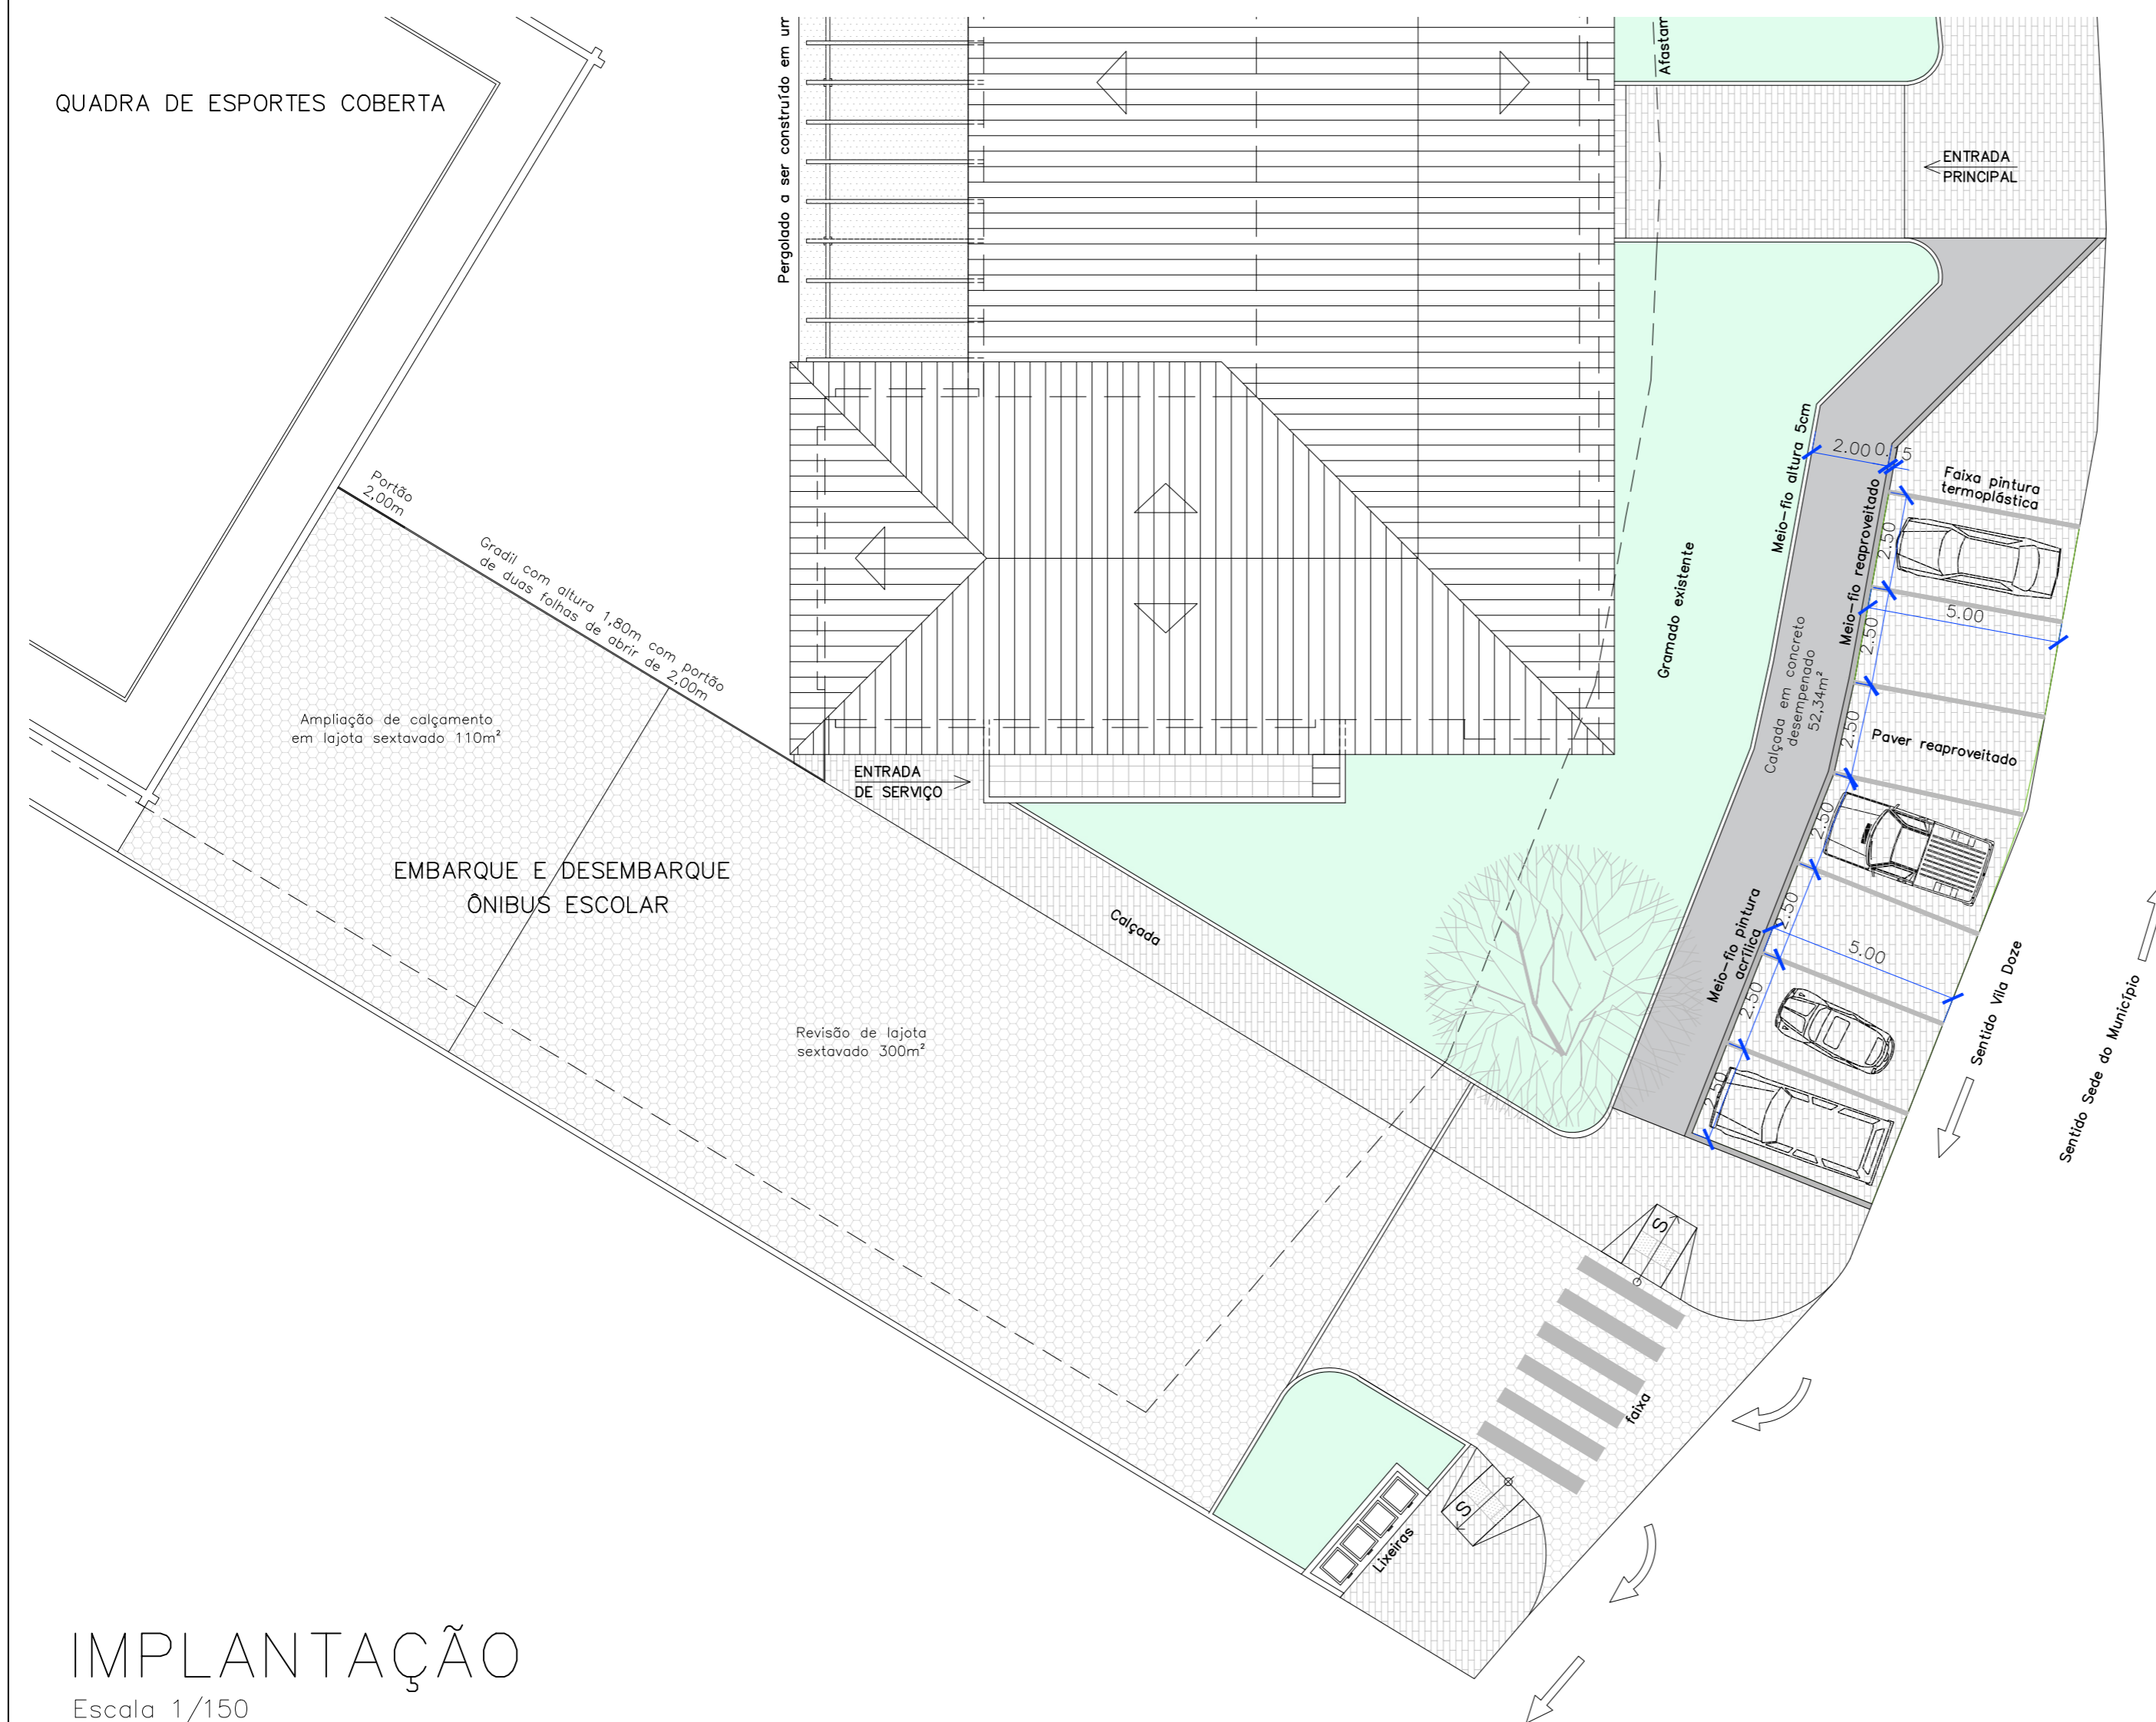 QUADRA DE ESPORTES COBERTA
Pergolado a ser construído em um
Afastam
ENTRADA
PRINCIPAL
Portão
2,00m
Gradil com altura 1,80m com portão
de duas folhas de abrir de 2,00m
Meio-fio altura 5cm
2.00
0.15
Faixa pintura
termoplástica
Meio-fio reaproveitado
2.50
5.00
2.50
Gramado existente
Calçada em concreto
desempenado
52,34m²
2.50
Paver reaproveitado
Ampliação de calçamento
em lajota sextavado 110m²
ENTRADA
DE SERVIÇO
2.50
EMBARQUE E DESEMBARQUE
ÔNIBUS ESCOLAR
Calçada
Meio-fio pintura
acrílica
2.50
5.00
2.50
2.50
Sentido Vila Doze
Sentido Sede do Município
Revisão de lajota
sextavado 300m²
S
faixa
S
Lixeiras
IMPLANTAÇÃO
Escala 1/150